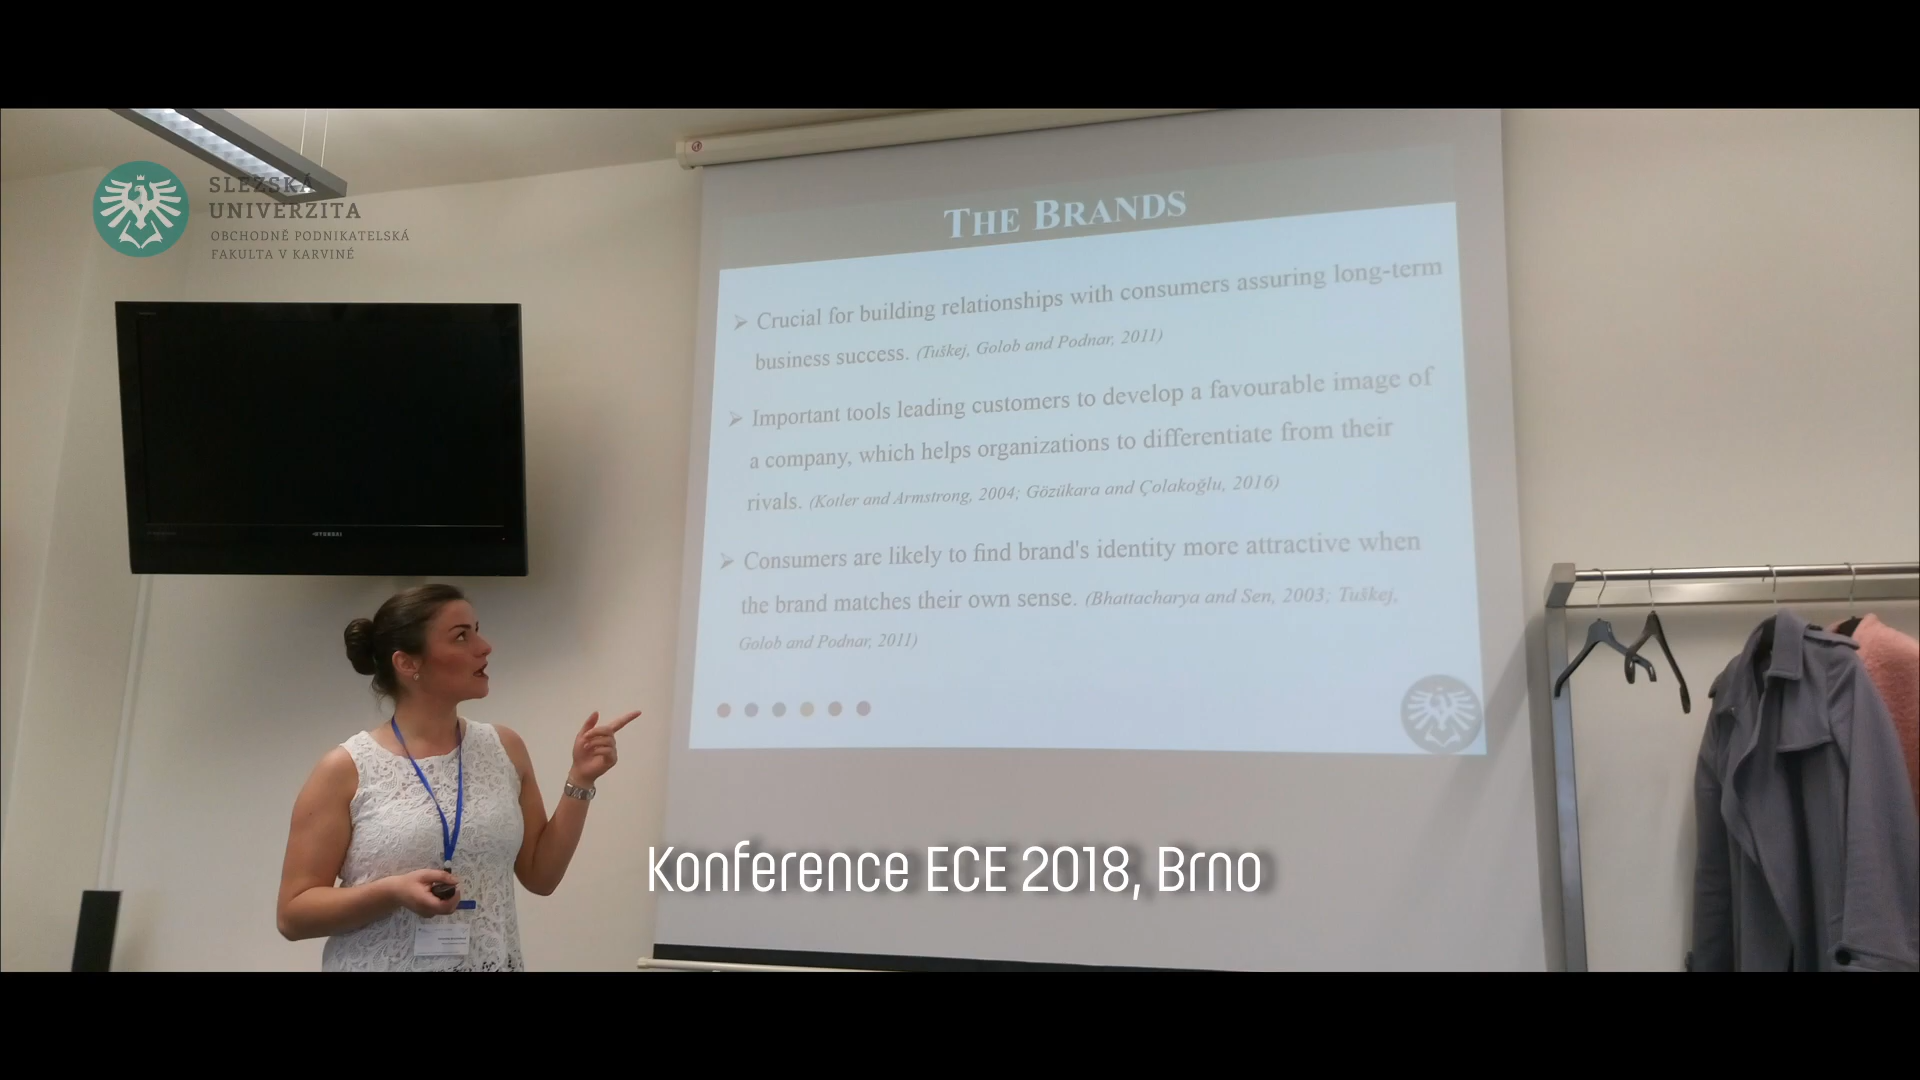 SLEZSKÁ
UNIVERZITA
OBCHODNĚ PODNIKATELSKÁ
FAKULTA V KARVINÉ
HYUNDAI
THE BRANDS
➢ Crucial for building relationships with consumers assuring long-term
business success. (Tuškej, Golob and Podnar, 2011)
➢ Important tools leading customers to develop a favourable image of
a company, which helps organizations to differentiate from their
rivals. (Kotler and Armstrong, 2004; Gözükara and Çolakoğlu, 2016)
➢ Consumers are likely to find brand's identity more attractive when
the brand matches their own sense. (Bhattacharya and Sen, 2003; Tuškej,
Golob and Podnar, 2011)
Konference ECE 2018, Brno